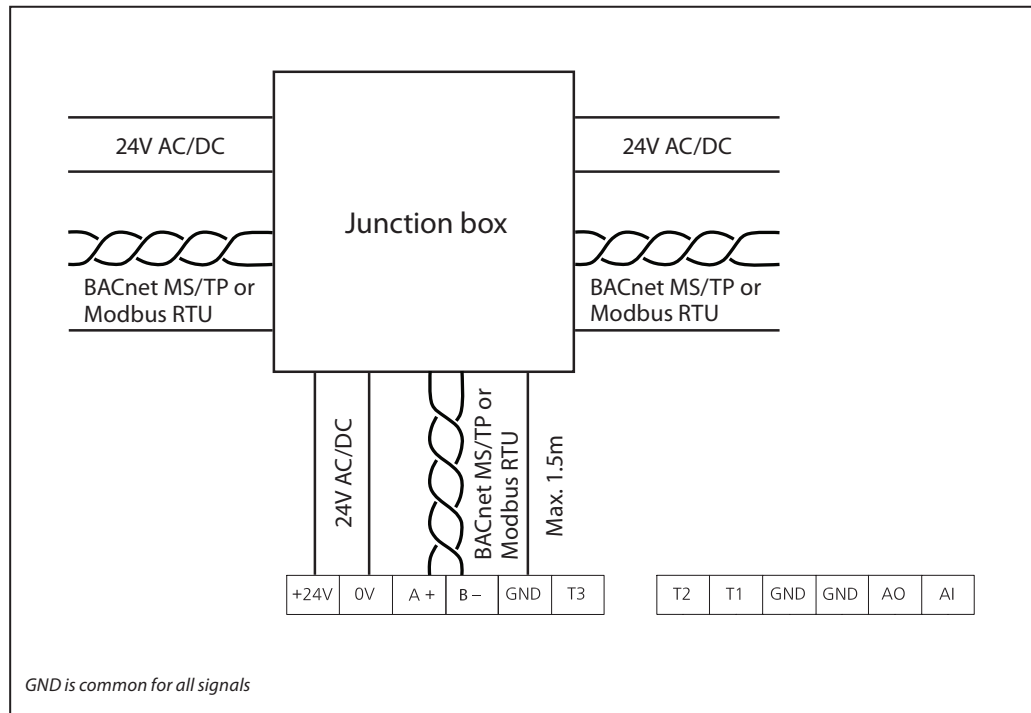 24V AC/DC
24V AC/DC
Junction box
BACnet MS/TP or
Modbus RTU
BACnet MS/TP or
Modbus RTU
24V AC/DC
BACnet MS/TP or
Modbus RTU
Max. 1.5m
+24V 0V A + B – GND T3
T2 T1 GND GND AO AI
GND is common for all signals